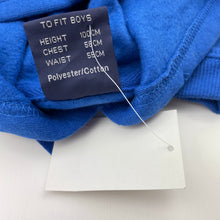 TO FIT BOYS
HEIGHT 100CM
CHEST 58CM
WAIST 55CM
Polyester/Cotton